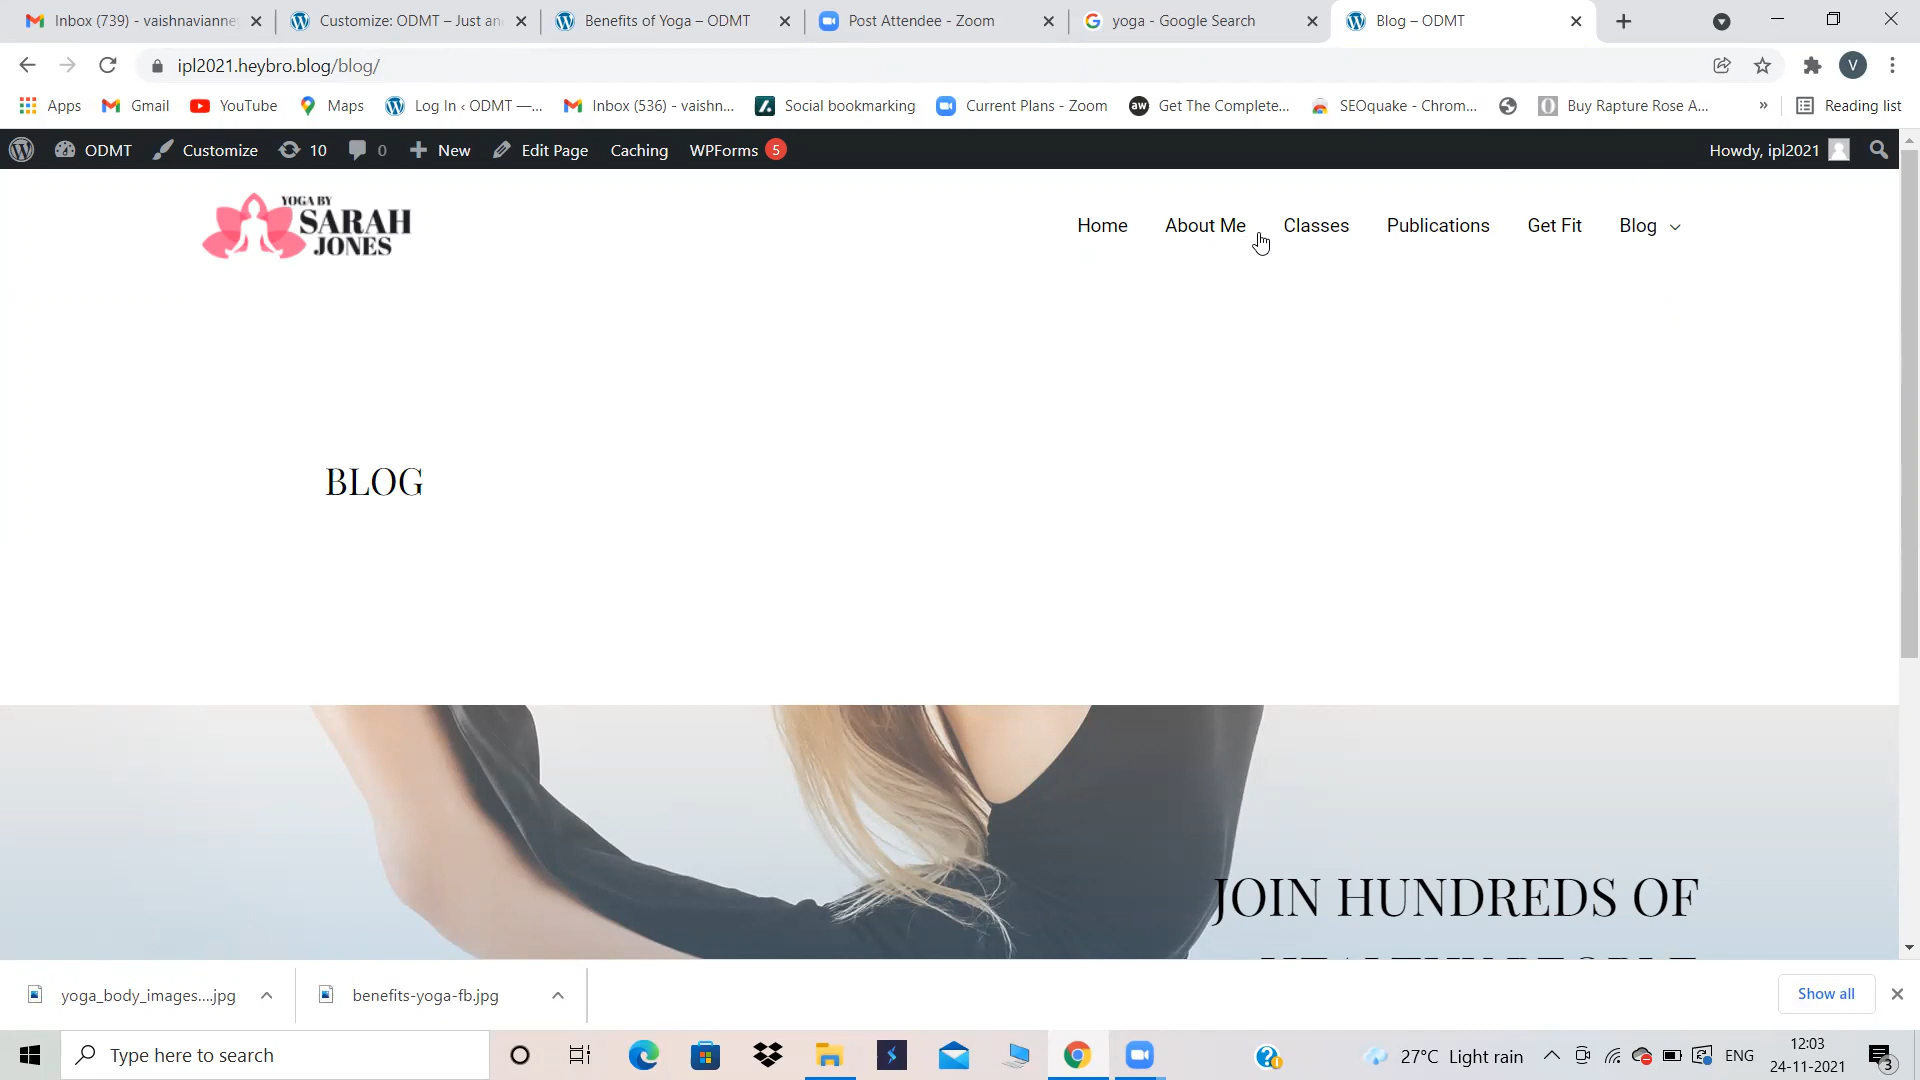 Inbox (739) - vaishnavianne
Customize: ODMT – Just an
Benefits of Yoga – ODMT
Post Attendee - Zoom
yoga - Google Search
Blog – ODMT
ipl2021.heybro.blog/blog/
V
Apps
Gmail
YouTube
Maps
Log In ‹ ODMT —...
Inbox (536) - vaishn...
Social bookmarking
Current Plans - Zoom
aw
Get The Complete...
SEOquake - Chrom...
Buy Rapture Rose A...
»
Reading list
ODMT
Customize
10
0
New
Edit Page
Caching
WPForms 5
Howdy, ipl2021
YOGA BY
SARAH
JONES
Home
About Me
Classes
Publications
Get Fit
Blog
BLOG
JOIN HUNDREDS OF
HEALTHY PEOPLE
yoga_body_images....jpg
benefits-yoga-fb.jpg
Show all
Type here to search
27°C Light rain
ENG
12:03
24-11-2021
3